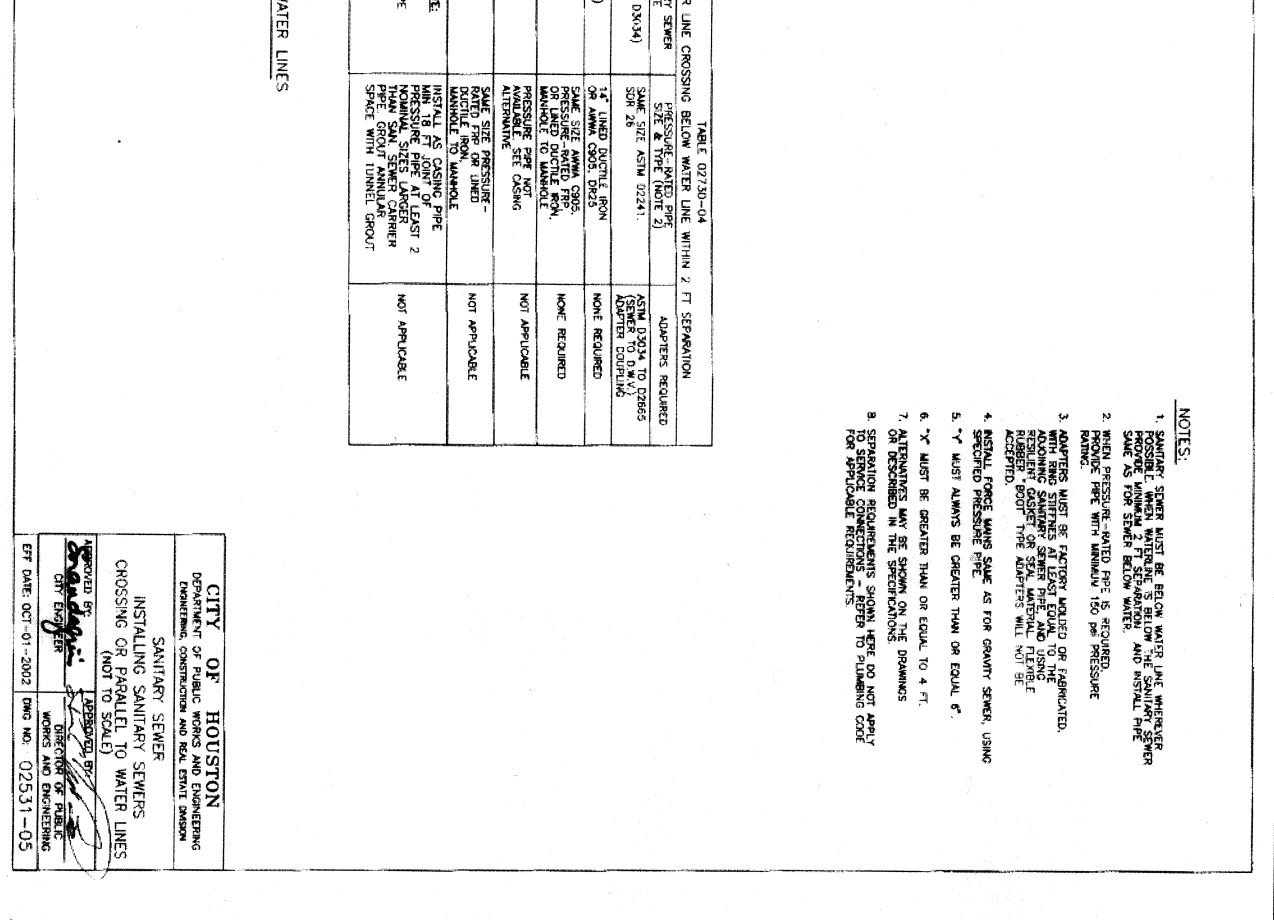 NOTES:
1. SANITARY SEWER MUST BE BELOW WATER LINE WHEREVER
POSSIBLE. WHEN WATERLINE IS BELOW THE SANITARY SEWER
PROVIDE MINIMUM 2 FT SEPARATION AND INSTALL PIPE
SAME AS FOR SEWER BELOW WATER.
2. WHEN PRESSURE-RATED PIPE IS REQUIRED,
PROVIDE PIPE WITH MINIMUM 150 psi PRESSURE
RATING.
3. ADAPTERS MUST BE FACTORY MOLDED OR FABRICATED,
WITH RING STIFFNES AT LEAST EQUAL TO THE
ADJOINING SANITARY SEWER PIPE, AND USING
RESILIENT GASKET OR SEAL MATERIAL FLEXIBLE
RUBBER "BOOT TYPE ADAPTERS WILL NOT BE
ACCEPTED.
4. INSTALL FORCE MAINS SAME AS FOR GRAVITY SEWER, USING
SPECIFIED PRESSURE PIPE.
5. "Y" MUST ALWAYS BE GREATER THAN OR EQUAL 6".
6. "X" MUST BE GREATER THAN OR EQUAL TO 4 FT.
7. ALTERNATIVES MAY BE SHOWN ON THE DRAWINGS
OR DESCRIBED IN THE SPECIFICATIONS.
8. SEPARATION REQUIREMENTS SHOWN HERE DO NOT APPLY
TO SERVICE CONNECTIONS - REFER TO PLUMBING CODE
FOR APPLICABLE REQUIREMENTS.
TABLE 02730-04
R LINE CROSSING BELOW WATER LINE WITHIN 2 FT SEPARATION
Y SEWER
E
PRESSURE-RATED PIPE
SIZE & TYPE (NOTE 2)
ADAPTERS REQUIRED
D3034)
SAME SIZE ASTM D2241,
SDR 26
ASTM D3034 TO D2665
(SEWER TO D.W.V.)
ADAPTER COUPLING
)
14" LINED DUCTILE IRON
OR AWWA C905, DR25
NONE REQUIRED
SAME SIZE AWWA C905,
PRESSURE-RATED FRP,
OR LINED DUCTILE IRON,
MANHOLE TO MANHOLE
NONE REQUIRED
PRESSURE PIPE NOT
AVAILABLE, SEE CASING
ALTERNATIVE
NOT APPLICABLE
SAME SIZE PRESSURE-
RATED FRP OR LINED
DUCTILE IRON,
MANHOLE TO MANHOLE
NOT APPLICABLE
E:
PE
INSTALL AS CASING PIPE
MIN 18 FT JOINT OF
PRESSURE PIPE AT LEAST 2
NOMINAL SIZES LARGER
THAN SAN SEWER CARRIER
PIPE. GROUT ANNULAR
SPACE WITH TUNNEL GROUT
NOT APPLICABLE
ATER LINES
CITY OF HOUSTON
DEPARTMENT OF PUBLIC WORKS AND ENGINEERING
ENGINEERING, CONSTRUCTION AND REAL ESTATE DIVISION
SANITARY SEWER
INSTALLING SANITARY SEWERS
CROSSING OR PARALLEL TO WATER LINES
(NOT TO SCALE)
APPROVED BY:
CITY ENGINEER
APPROVED BY:
DIRECTOR OF PUBLIC
WORKS AND ENGINEERING
EFF DATE: OCT-01-2002
DWG NO: 02531-05